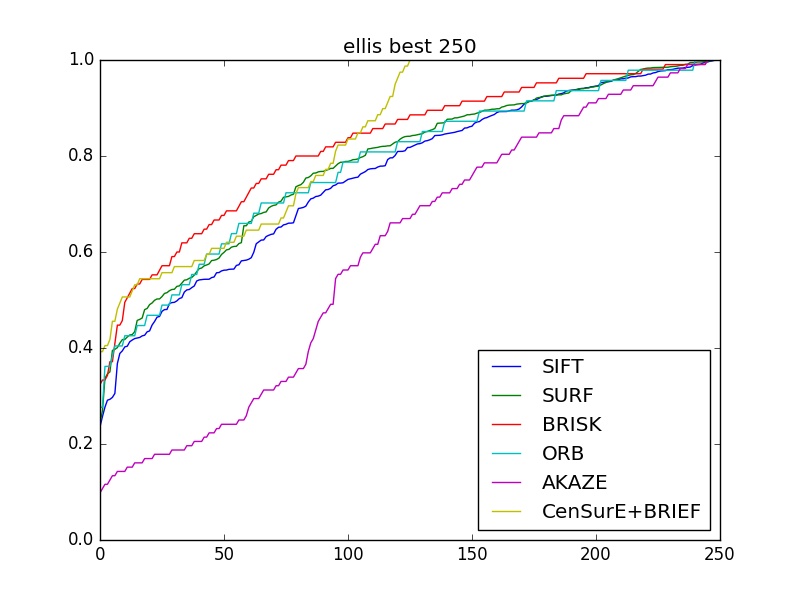 ellis best 250
1.0
0.8
0.6
0.4
0.2
0.0
0 50 100 150 200 250
SIFT
SURF
BRISK
ORB
AKAZE
CenSurE+BRIEF